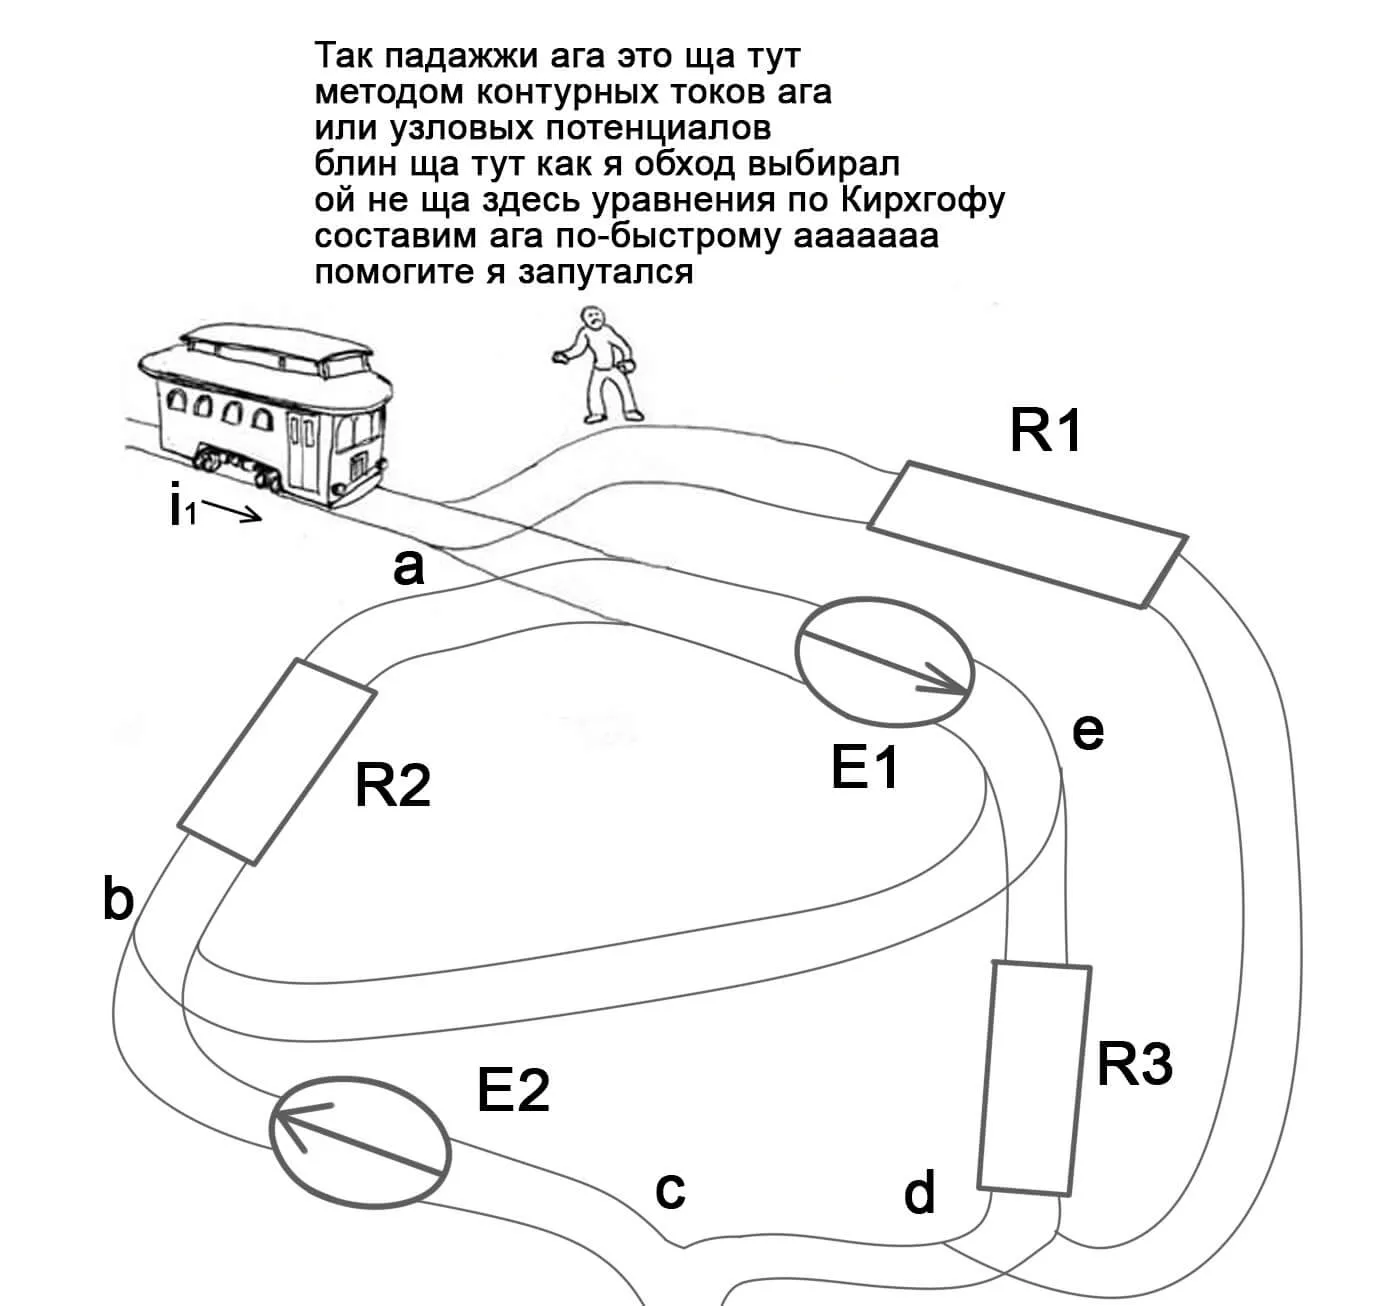 Так падажжи ага это ща тут
методом контурных токов ага
или узловых потенциалов
блин ща тут как я обход выбирал
ой не ща здесь уравнения по Кирхгофу
составим ага по-быстрому ааааааа
помогите я запутался
R1
i1
a
e
E1
R2
b
R3
E2
c
d